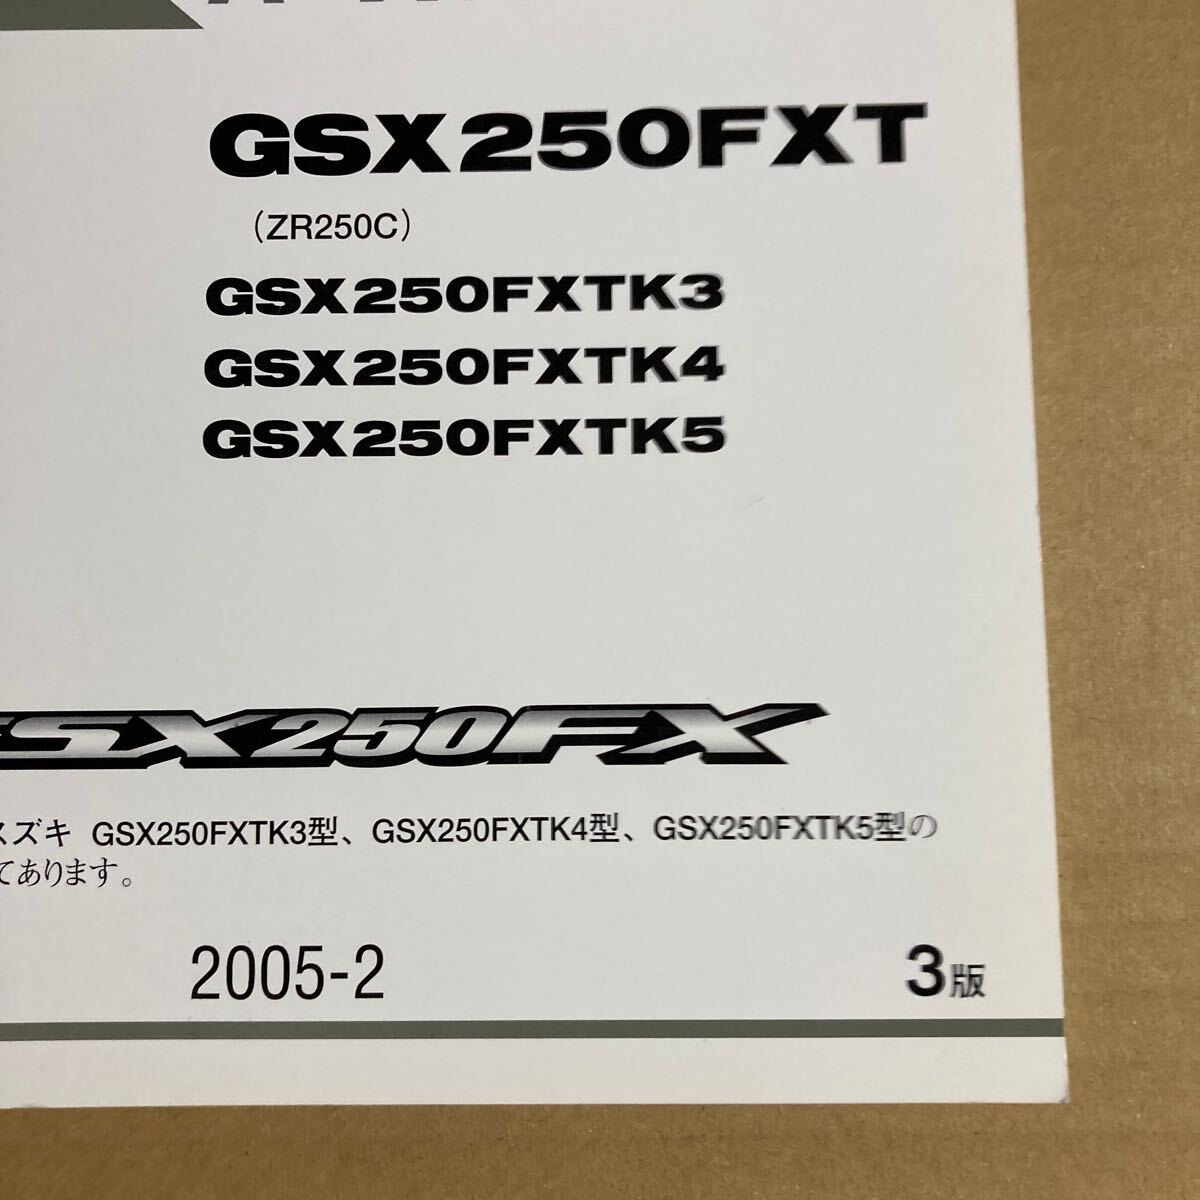 GSX250FXT
(ZR250C)
GSX250FXTK3
GSX250FXTK4
GSX250FXTK5
GSX250FX
スズキ GSX250FXTK3型、GSX250FXTK4型、GSX250FXTK5型の
てあります。
2005-2
3版